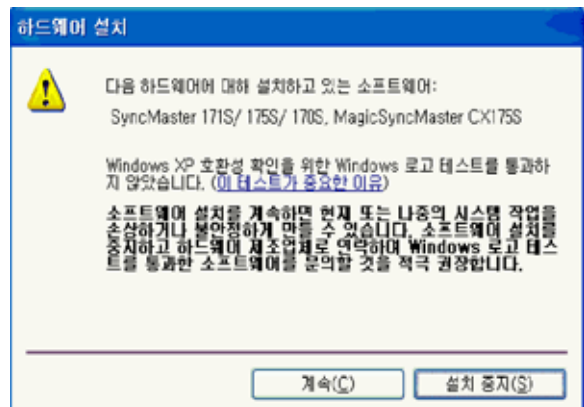 하드웨어 설치
다음 하드웨어에 대해 설치하고 있는 소프트웨어:
SyncMaster 171S/ 175S/ 170S, MagicSyncMaster CX175S
Windows XP 호환성 확인을 위한 Windows 로고 테스트를 통과하
지 않았습니다. (이 테스트가 중요한 이유)
소프트웨어 설치를 계속하면 현재 또는 나중의 시스템 작업을
손상하거나 불안정하게 만들 수 있습니다. 소프트웨어 설치를
중지하고 하드웨어 제조업체로 연락하여 Windows 로고 테스
트를 통과한 소프트웨어를 문의할 것을 적극 권장합니다.
계속(C)
설치 중지(S)